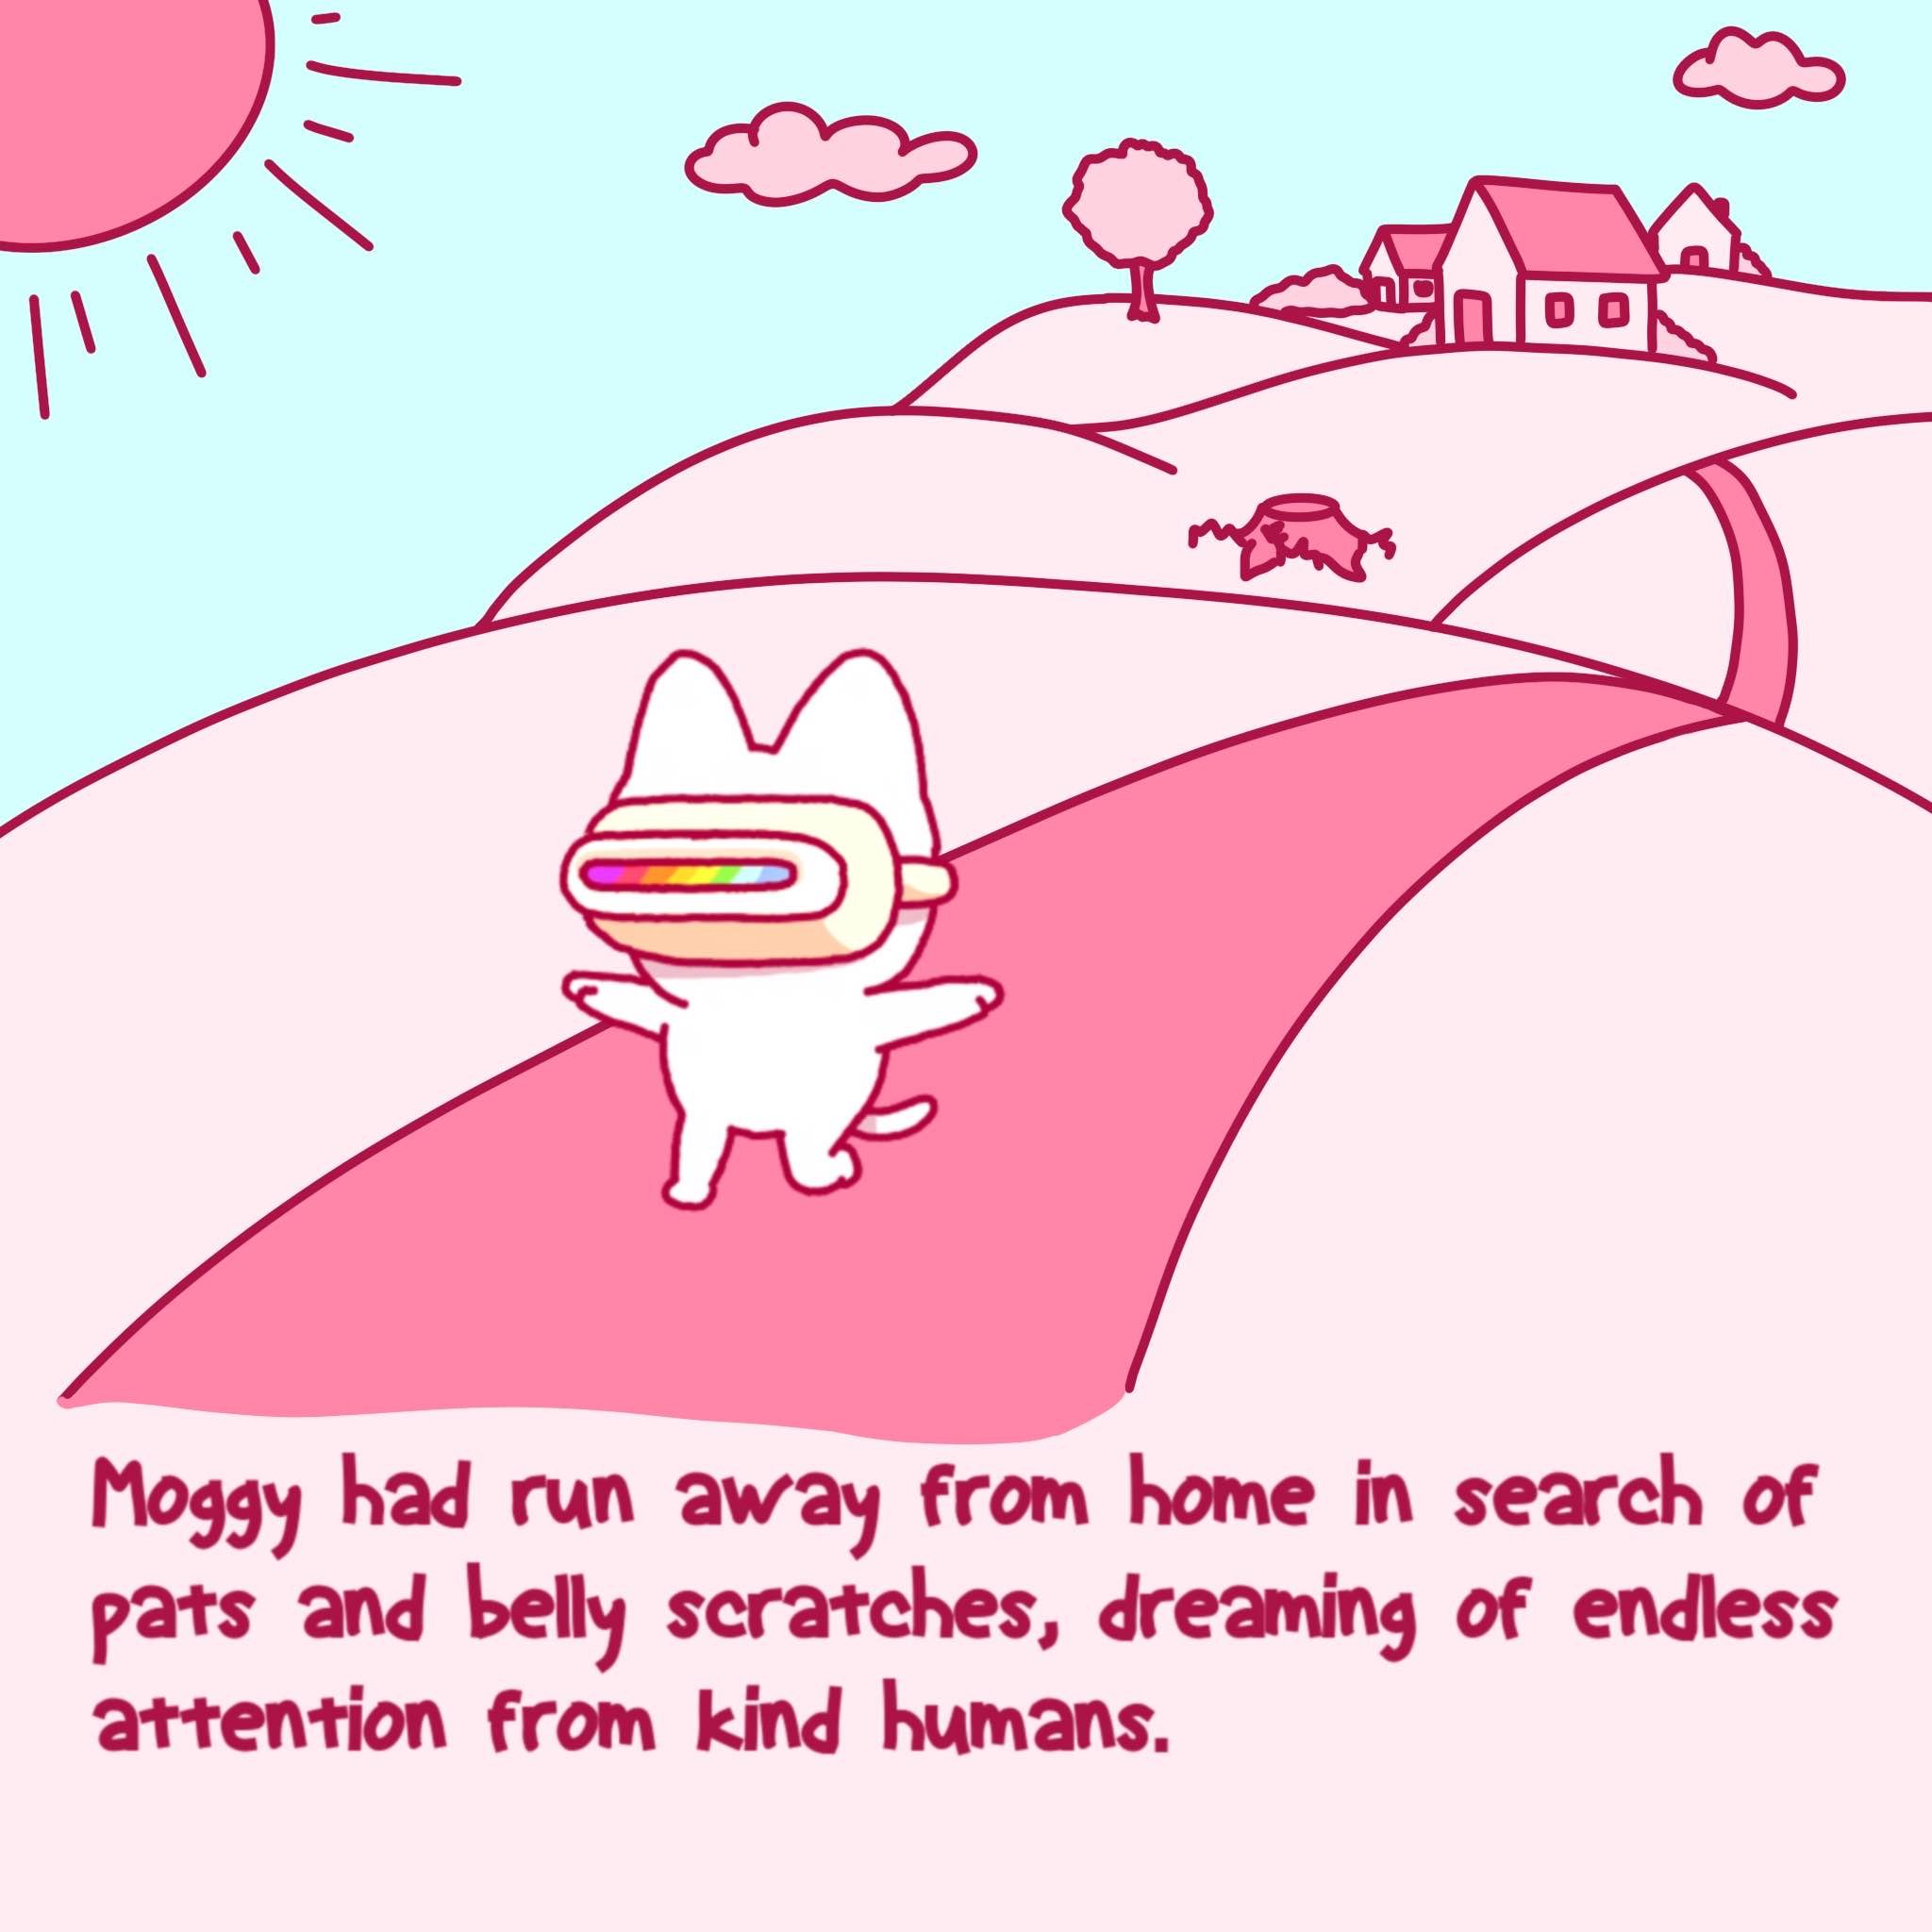 Moggy had run away from home in search of
pats and belly scratches, dreaming of endless
attention from kind humans.